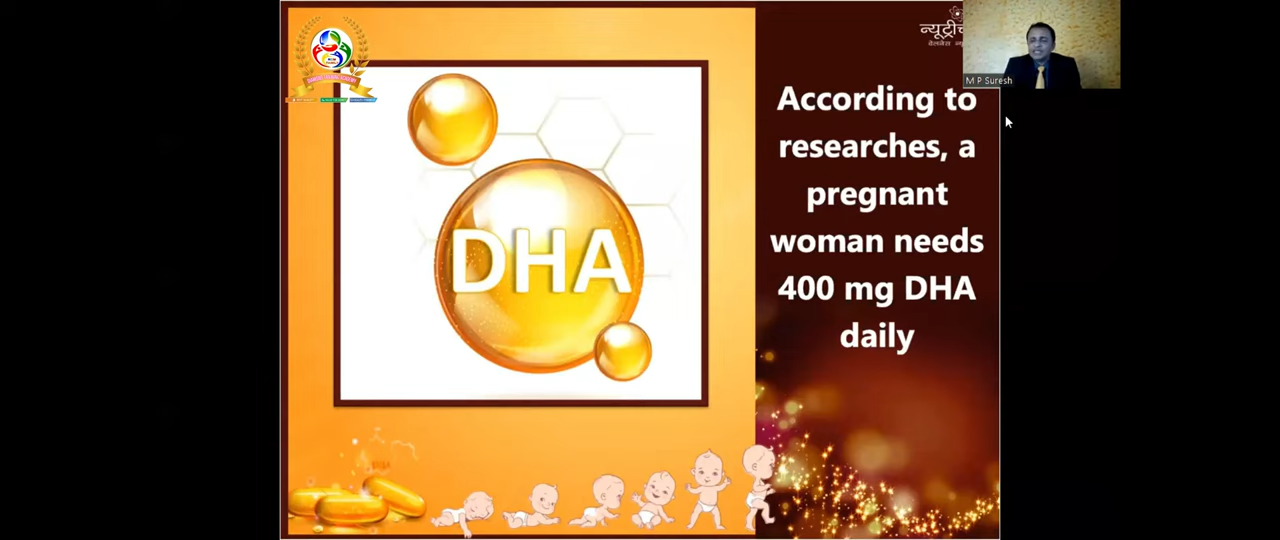 DHA
न्यूट्रीच
M P Suresh
According to
researches, a
pregnant
woman needs
400 mg DHA
daily